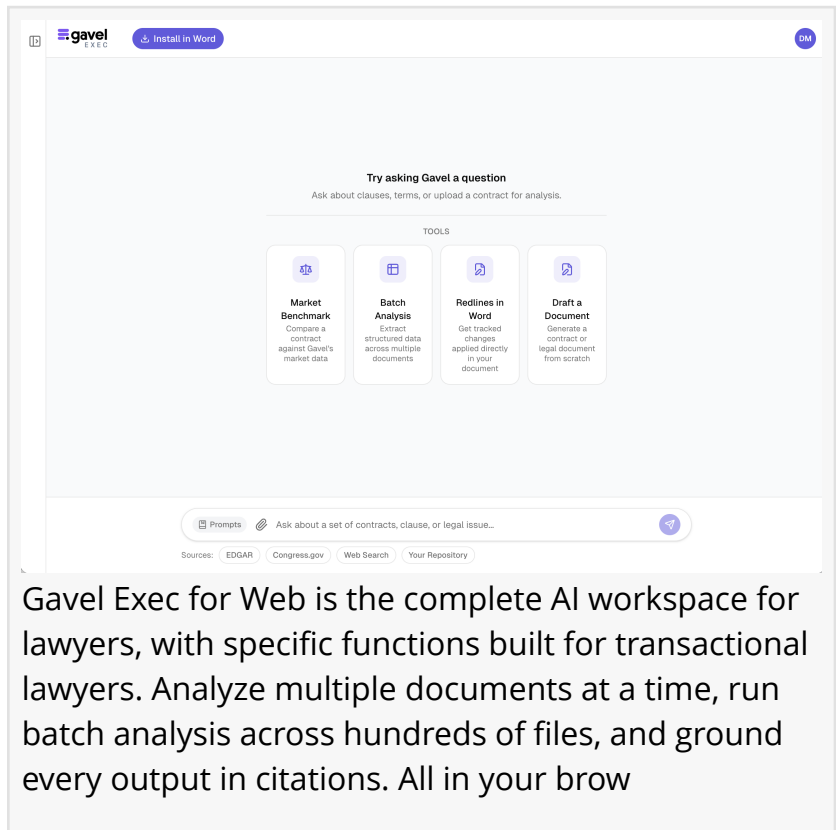 gavel
EXEC
Install in Word
DM
Try asking Gavel a question
Ask about clauses, terms, or upload a contract for analysis.
TOOLS
Market
Benchmark
Compare a
contract
against Gavel's
market data
Batch
Analysis
Extract
structured data
across multiple
documents
Redlines in
Word
Get tracked
changes
applied directly
in your
document
Draft a
Document
Generate a
contract or
legal document
from scratch
Prompts
Ask about a set of contracts, clause, or legal issue...
Sources: EDGAR Congress.gov Web Search Your Repository
Gavel Exec for Web is the complete AI workspace for
lawyers, with specific functions built for transactional
lawyers. Analyze multiple documents at a time, run
batch analysis across hundreds of files, and ground
every output in citations. All in your brow